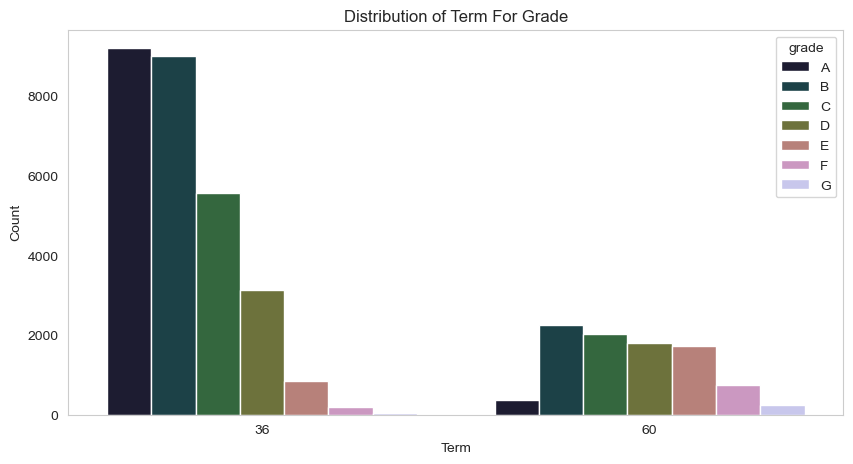 Distribution of Term For Grade
grade
A
B
C
D
E
F
G
8000
6000
4000
2000
0
Count
36
60
Term